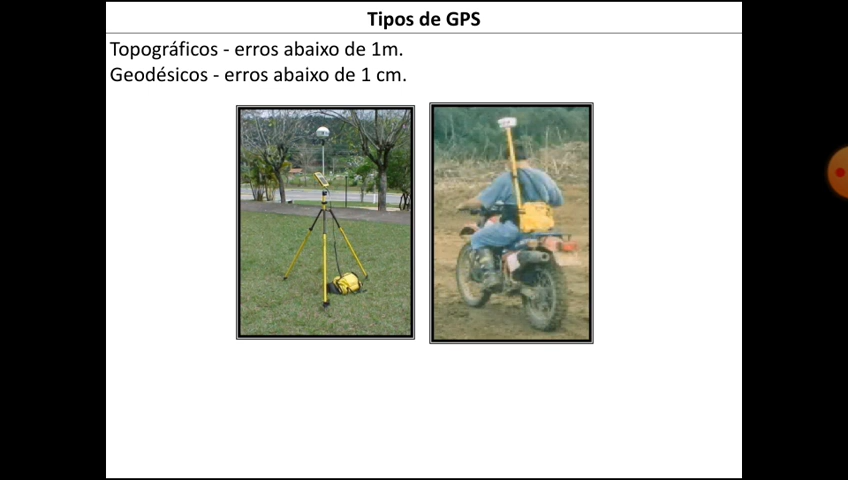 Tipos de GPS
Topográficos - erros abaixo de 1m.
Geodésicos - erros abaixo de 1 cm.